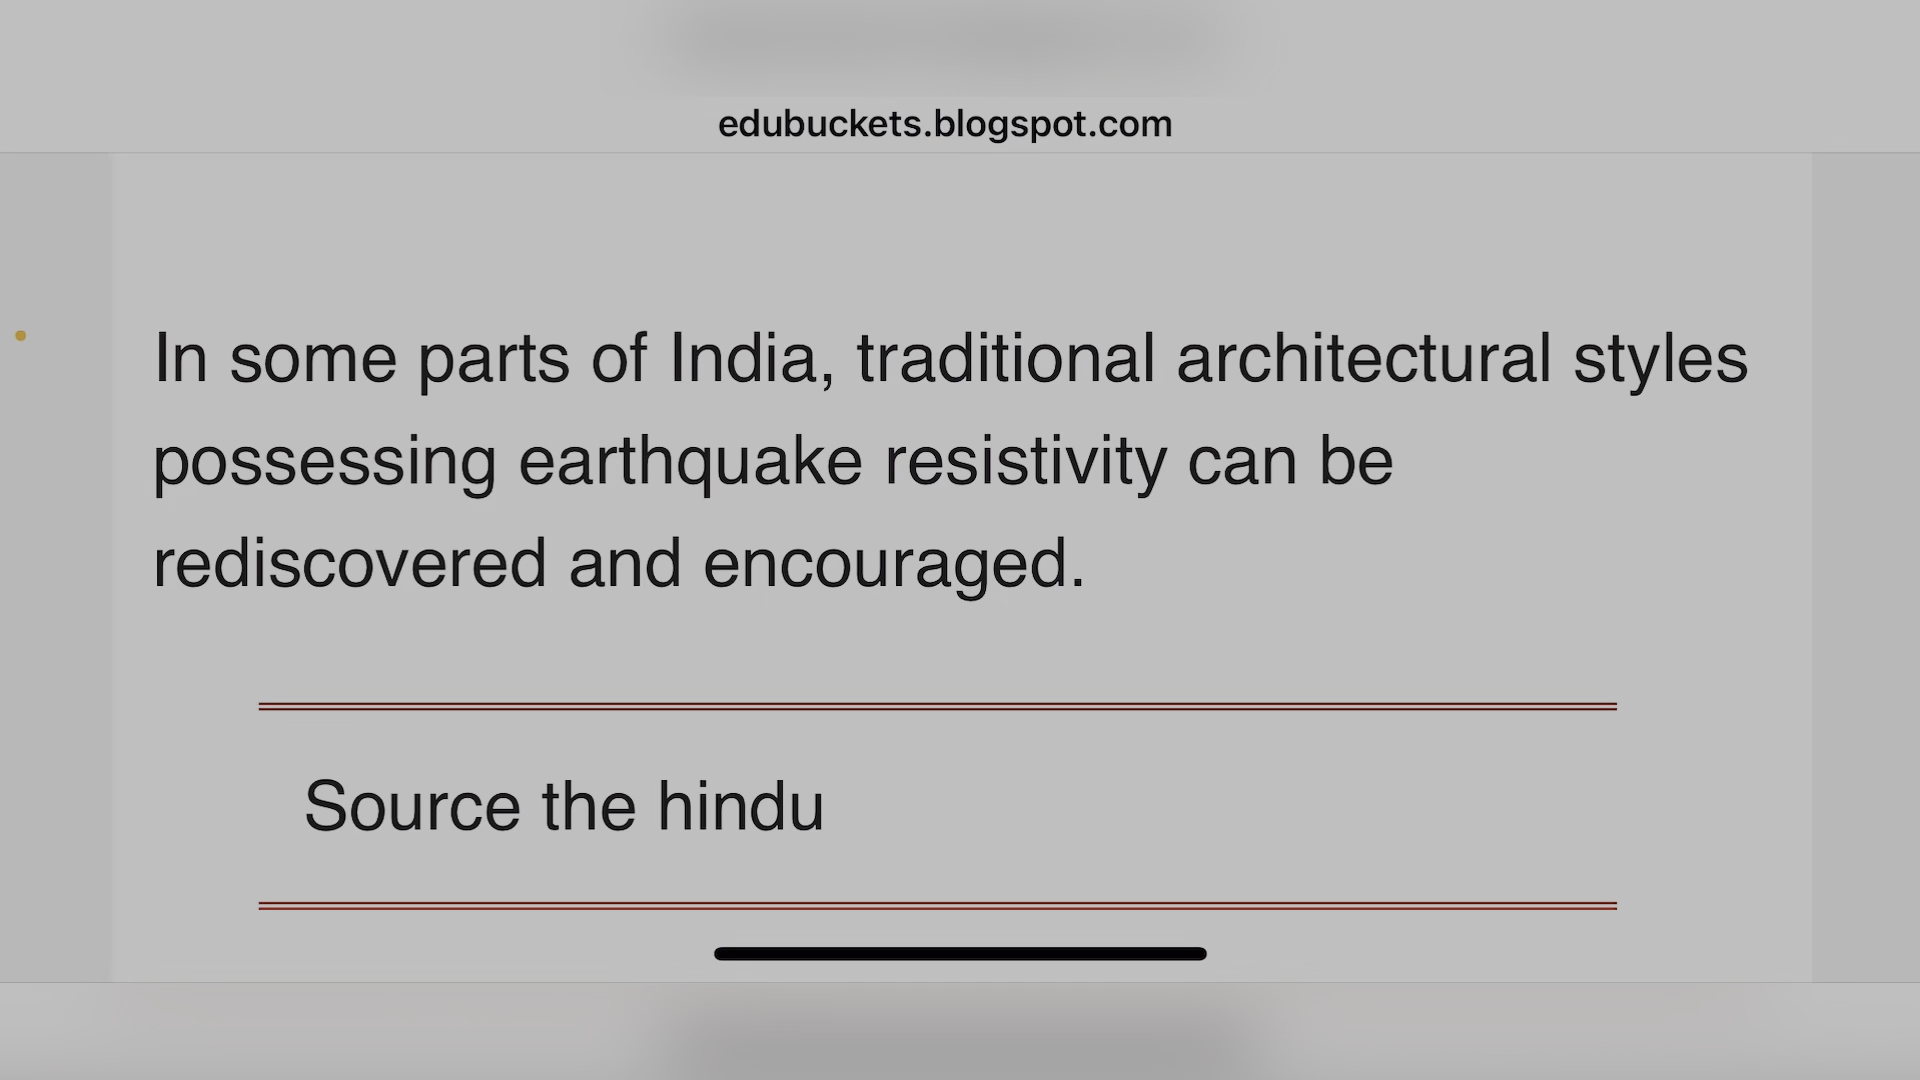 edubuckets.blogspot.com
In some parts of India, traditional architectural styles
possessing earthquake resistivity can be
rediscovered and encouraged.
Source the hindu